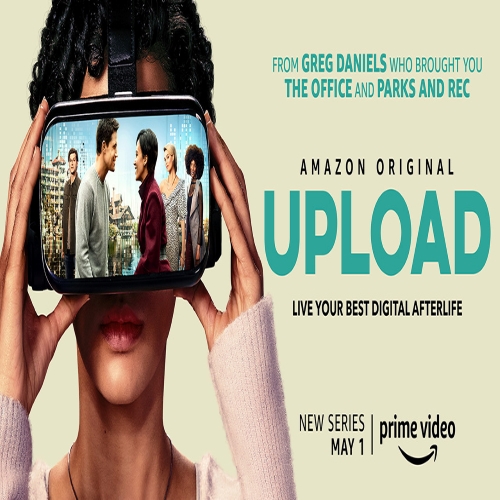 FROM GREG DANIELS WHO BROUGHT YOU
THE OFFICE AND PARKS AND REC
AMAZON ORIGINAL
UPLOAD
LIVE YOUR BEST DIGITAL AFTERLIFE
NEW SERIES
MAY 1
prime video